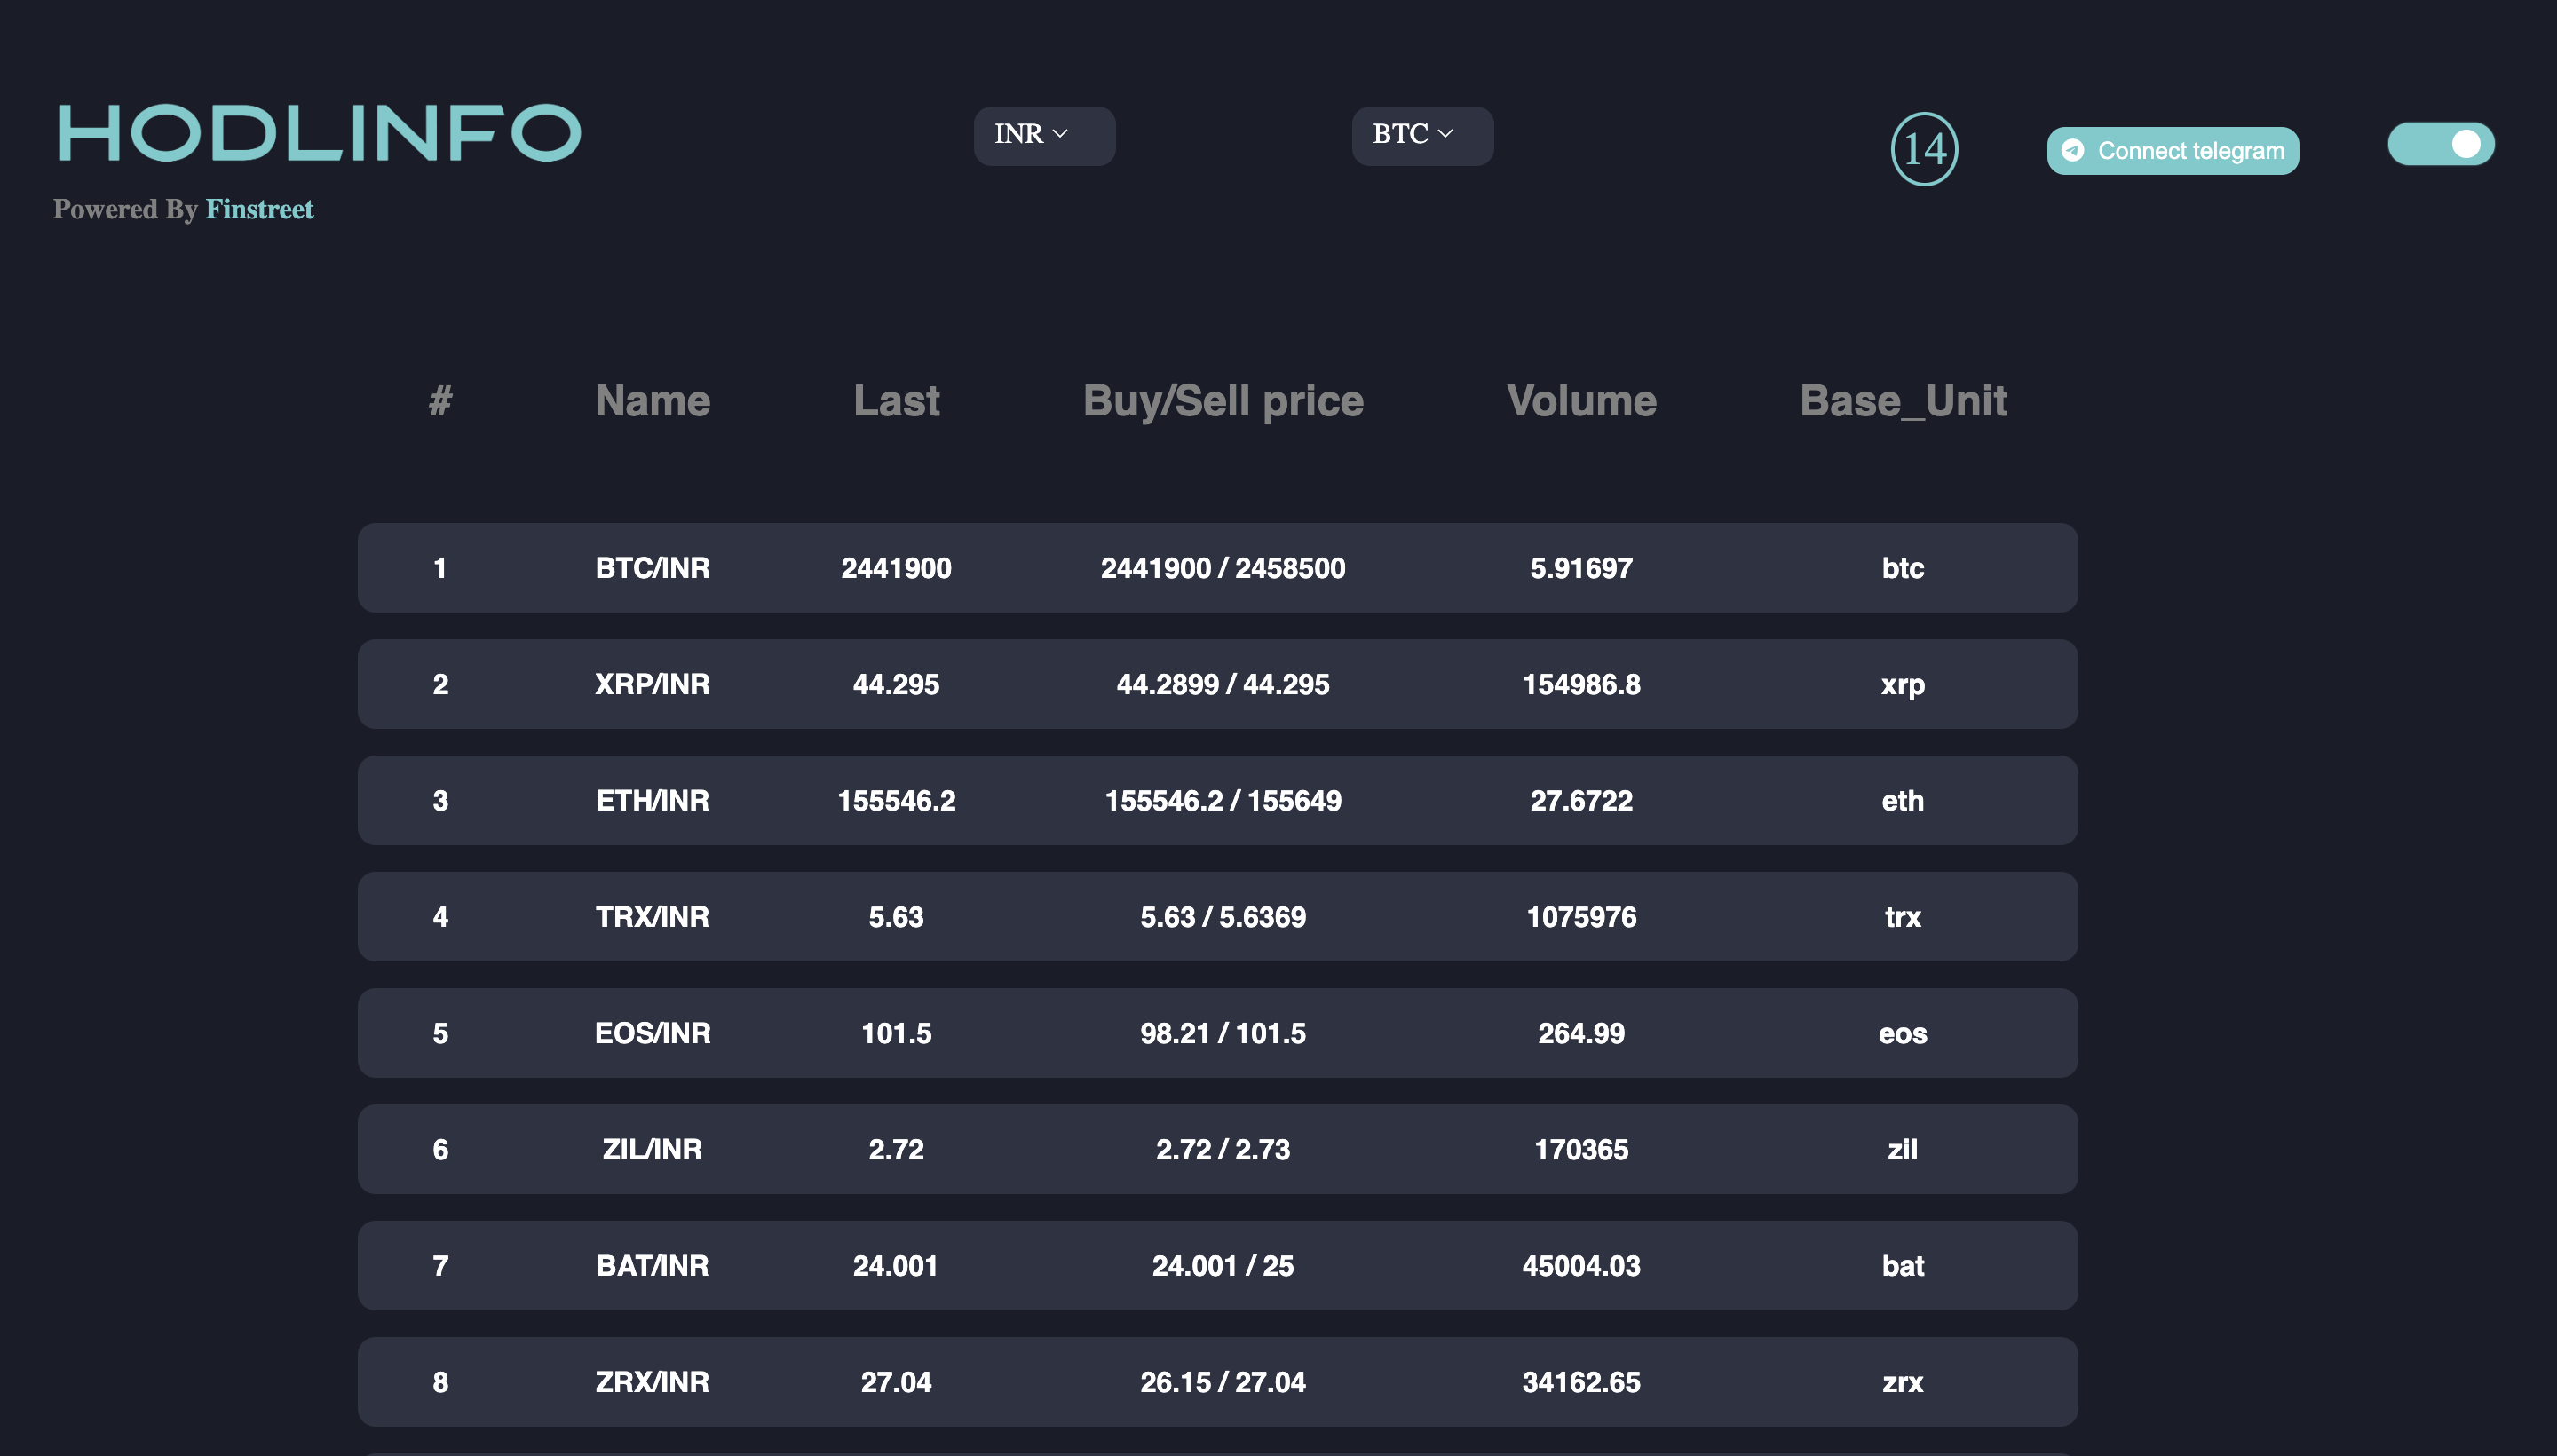 HODLINFO
Powered By Finstreet
INR
BTC
14
Connect telegram
# Name Last Buy/Sell price Volume Base_Unit
1 BTC/INR 2441900 2441900 / 2458500 5.91697 btc
2 XRP/INR 44.295 44.2899 / 44.295 154986.8 xrp
3 ETH/INR 155546.2 155546.2 / 155649 27.6722 eth
4 TRX/INR 5.63 5.63 / 5.6369 1075976 trx
5 EOS/INR 101.5 98.21 / 101.5 264.99 eos
6 ZIL/INR 2.72 2.72 / 2.73 170365 zil
7 BAT/INR 24.001 24.001 / 25 45004.03 bat
8 ZRX/INR 27.04 26.15 / 27.04 34162.65 zrx